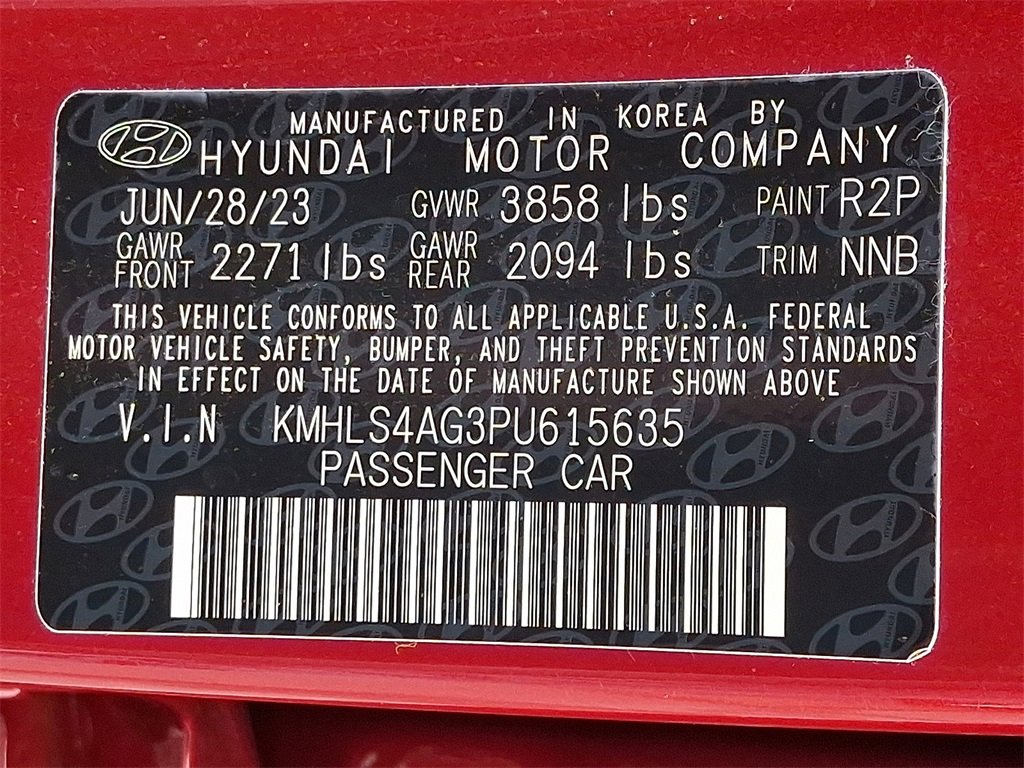 MANUFACTURED IN KOREA BY
HYUNDAI MOTOR COMPANY
JUN/28/23 GVWR 3858 lbs PAINT R2P
GAWR FRONT 2271 lbs GAWR REAR 2094 lbs TRIM NNB
THIS VEHICLE CONFORMS TO ALL APPLICABLE U.S.A. FEDERAL
MOTOR VEHICLE SAFETY, BUMPER, AND THEFT PREVENTION STANDARDS
IN EFFECT ON THE DATE OF MANUFACTURE SHOWN ABOVE
V.I.N KMHLS4AG3PU615635
PASSENGER CAR